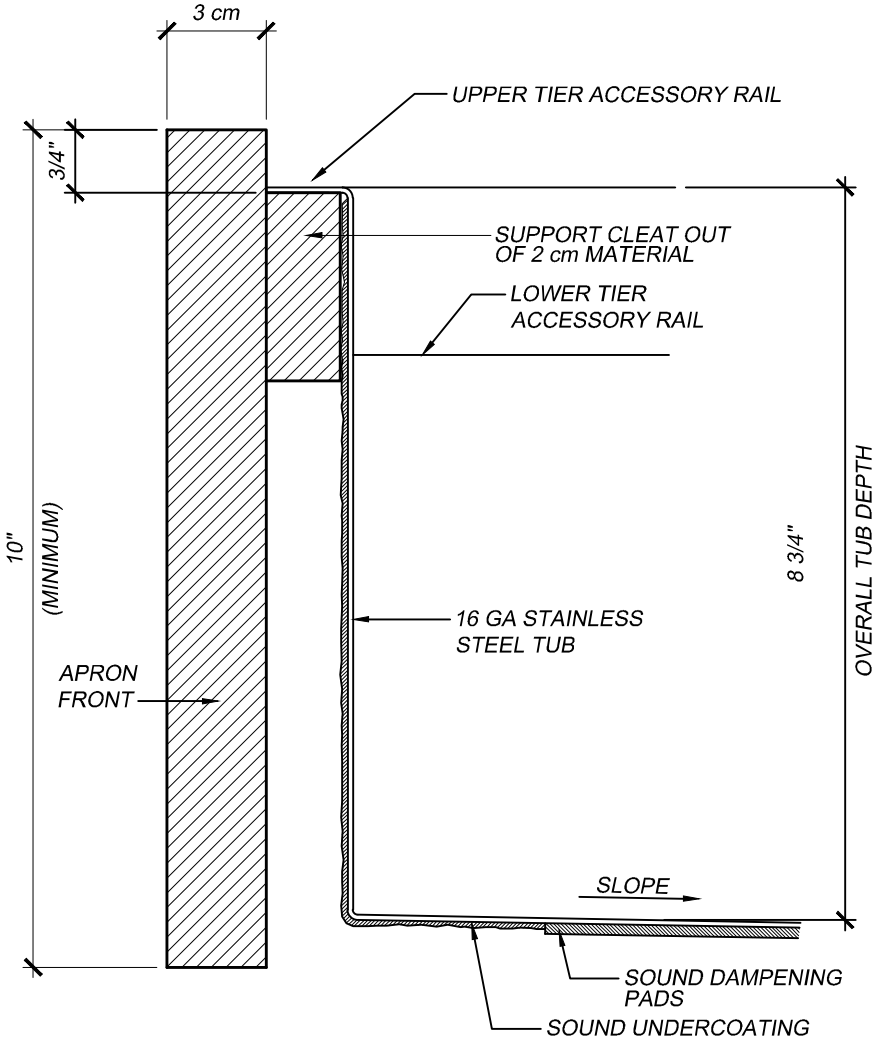 3 cm
UPPER TIER ACCESSORY RAIL
3/4"
SUPPORT CLEAT OUT
OF 2 cm MATERIAL
LOWER TIER
ACCESSORY RAIL
10"
(MINIMUM)
8 3/4"
OVERALL TUB DEPTH
16 GA STAINLESS
STEEL TUB
APRON
FRONT
SLOPE
SOUND DAMPENING
PADS
SOUND UNDERCOATING